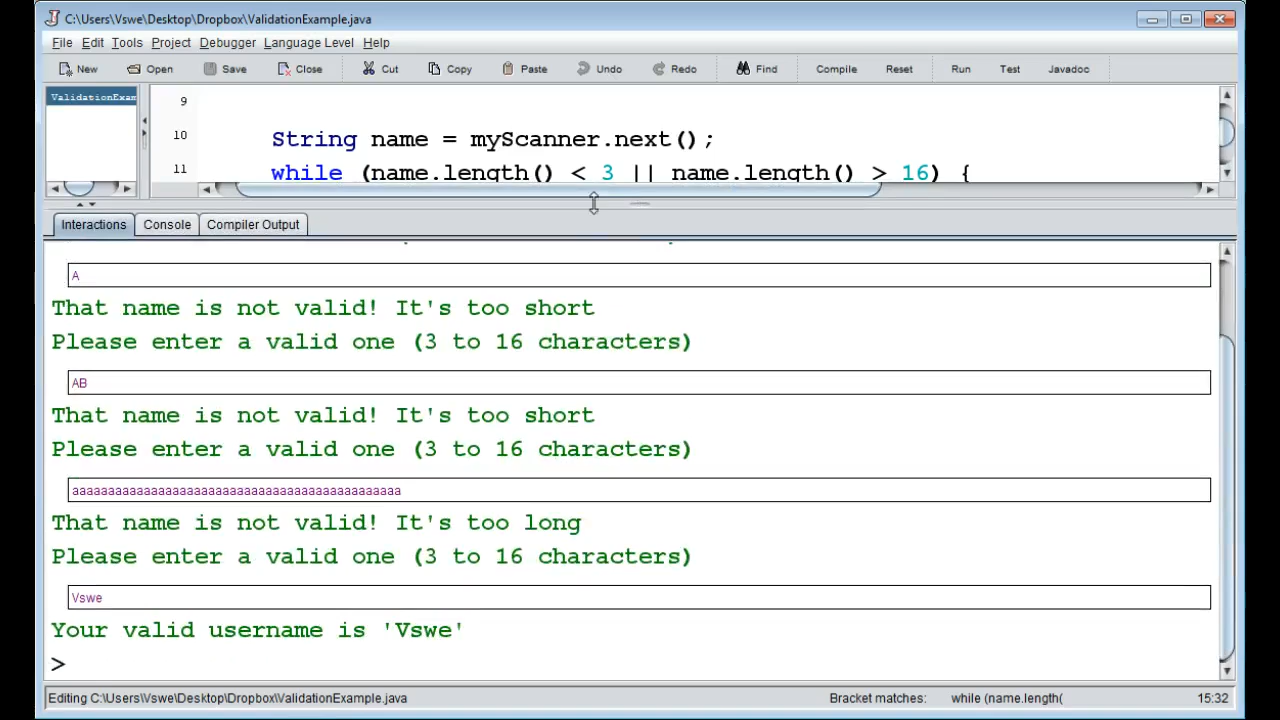 C:\Users\Vswe\Desktop\Dropbox\ValidationExample.java
File Edit Tools Project Debugger Language Level Help
New Open Save Close Cut Copy Paste Undo Redo Find Compile Reset Run Test Javadoc
ValidationExam
9
10 String name = myScanner.next();
11 while (name.length() < 3 || name.length() > 16) {
Interactions Console Compiler Output
A
That name is not valid! It's too short
Please enter a valid one (3 to 16 characters)
AB
That name is not valid! It's too short
Please enter a valid one (3 to 16 characters)
That name is not valid! It's too long
Please enter a valid one (3 to 16 characters)
Vswe
Your valid username is 'Vswe'
>
Editing C:\Users\Vswe\Desktop\Dropbox\ValidationExample.java Bracket matches: while (name.length( 15:32